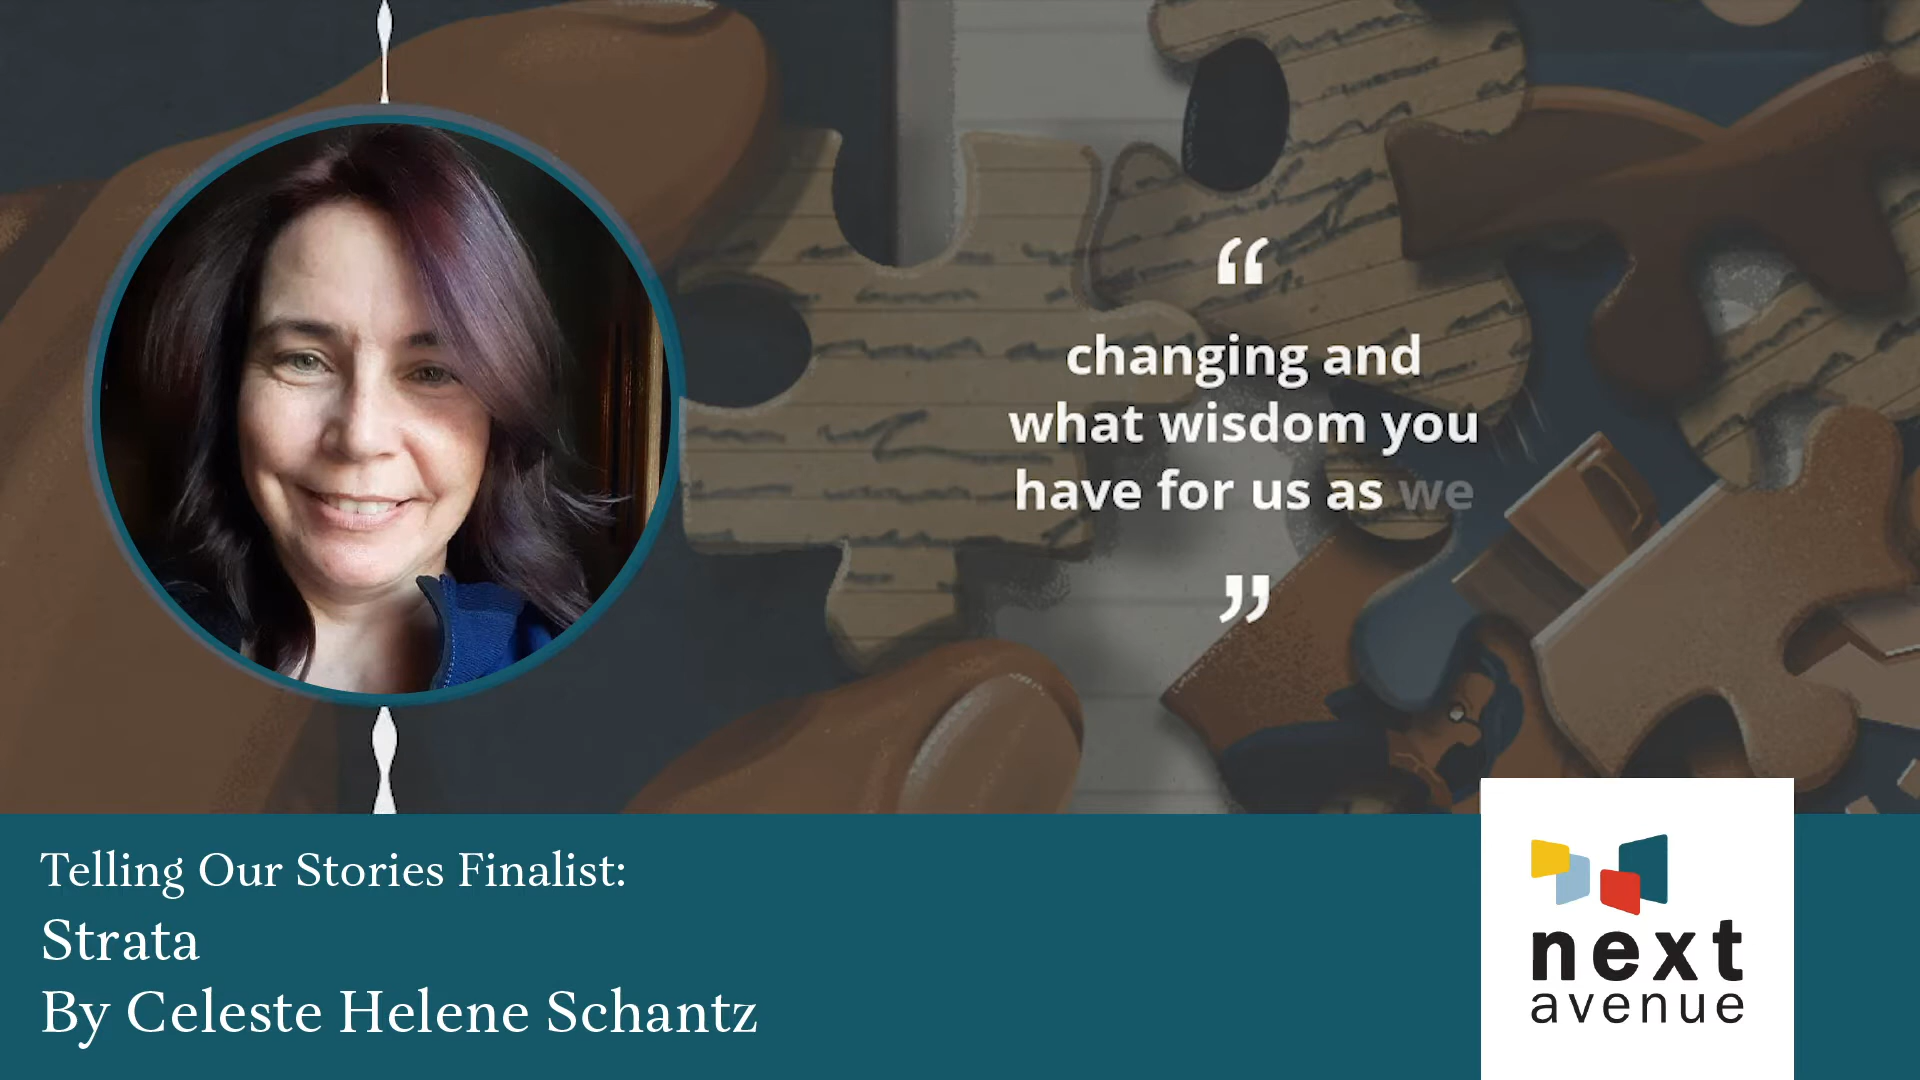 “
changing and
what wisdom you
have for us as we
”
Telling Our Stories Finalist:
Strata
By Celeste Helene Schantz
next
avenue